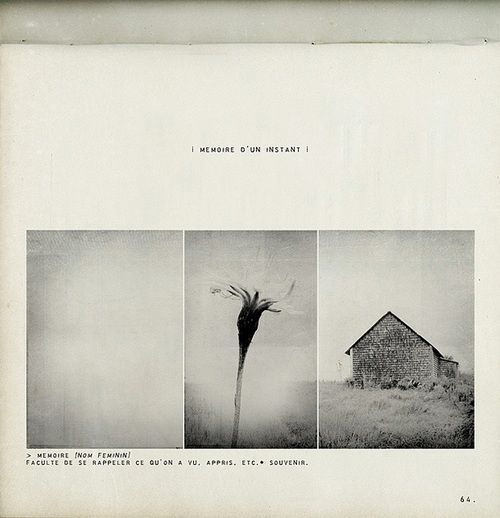 | MEMOIRE D'UN INSTANT |
> MEMOIRE [NOM FEMININ]
FACULTE DE SE RAPPELER CE QU'ON A VU, APPRIS, ETC.* SOUVENIR.
64.